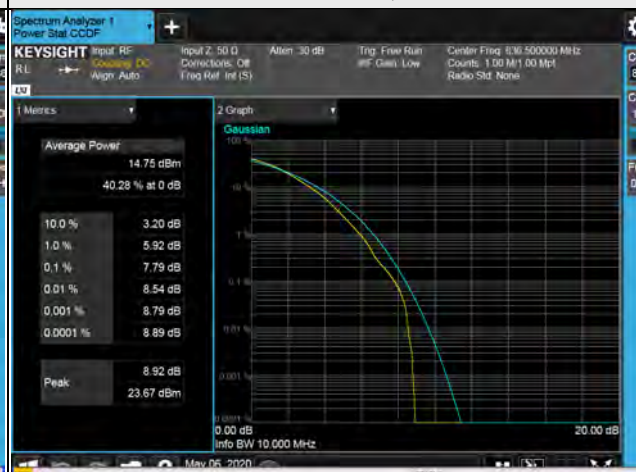 Spectrum Analyzer 1
Power Stat CCDF
+
KEYSIGHT
RL
Input: RF
Coupling: DC
Align: Auto
Input Z: 50 Ω
Corrections: Off
Freq Ref: Int (S)
Atten: 30 dB
Trig: Free Run
#IF Gain: Low
Center Freq: 836.500000 MHz
Counts: 1.00 M/1.00 Mpt
Radio Std: None
LXI
1 Metrics
2 Graph
Average Power
14.75 dBm
40.28 % at 0 dB
10.0 % 3.20 dB
1.0 % 5.92 dB
0.1 % 7.79 dB
0.01 % 8.54 dB
0.001 % 8.79 dB
0.0001 % 8.89 dB
Peak
8.92 dB
23.67 dBm
Gaussian
100 %
10 %
1 %
0.1 %
0.01 %
0.001 %
0.0001 %
0.00 dB
20.00 dB
Info BW 10.000 MHz
May 06, 2020